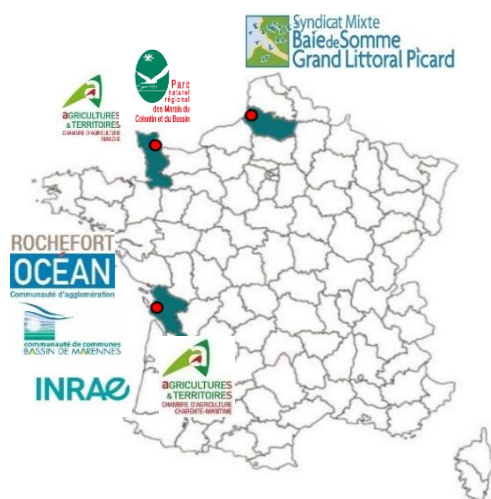 Syndicat Mixte
Baie de Somme
Grand Littoral Picard
Parc
naturel
régional
des Marais du
Cotentin et du Bessin
AGRICULTURES
& TERRITOIRES
CHAMBRE D'AGRICULTURE
MANCHE
ROCHEFORT
OCÉAN
Communauté d'agglomération
communauté de communes
BASSIN DE MARENNES
INRAE
AGRICULTURES
& TERRITOIRES
CHAMBRE D'AGRICULTURE
CHARENTE-MARITIME